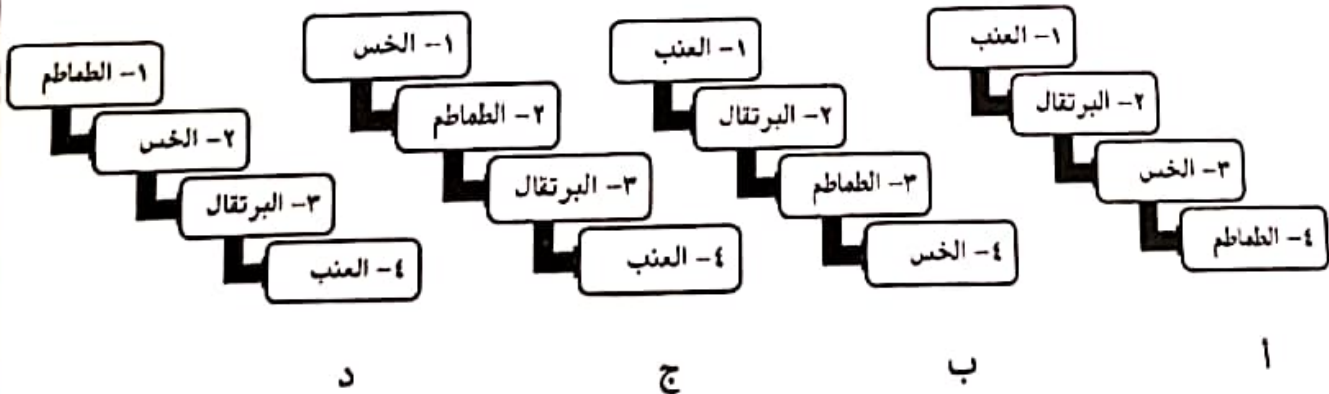 ١- العنب
٢- البرتقال
٣- الخس
٤- الطماطم
١- العنب
٢- البرتقال
٣- الطماطم
٤- الخس
١- الخس
٢- الطماطم
٣- البرتقال
٤- العنب
١- الطماطم
٢- الخس
٣- البرتقال
٤- العنب
أ ب ج د